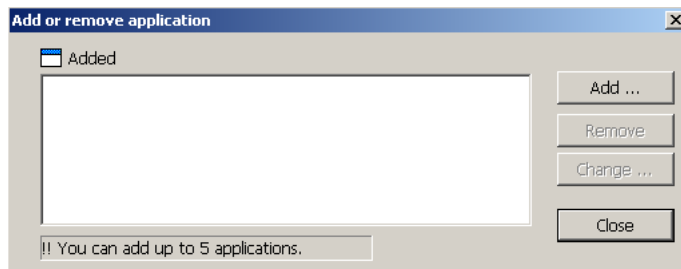 Add or remove application
Added
Add ...
Remove
Change ...
Close
!! You can add up to 5 applications.